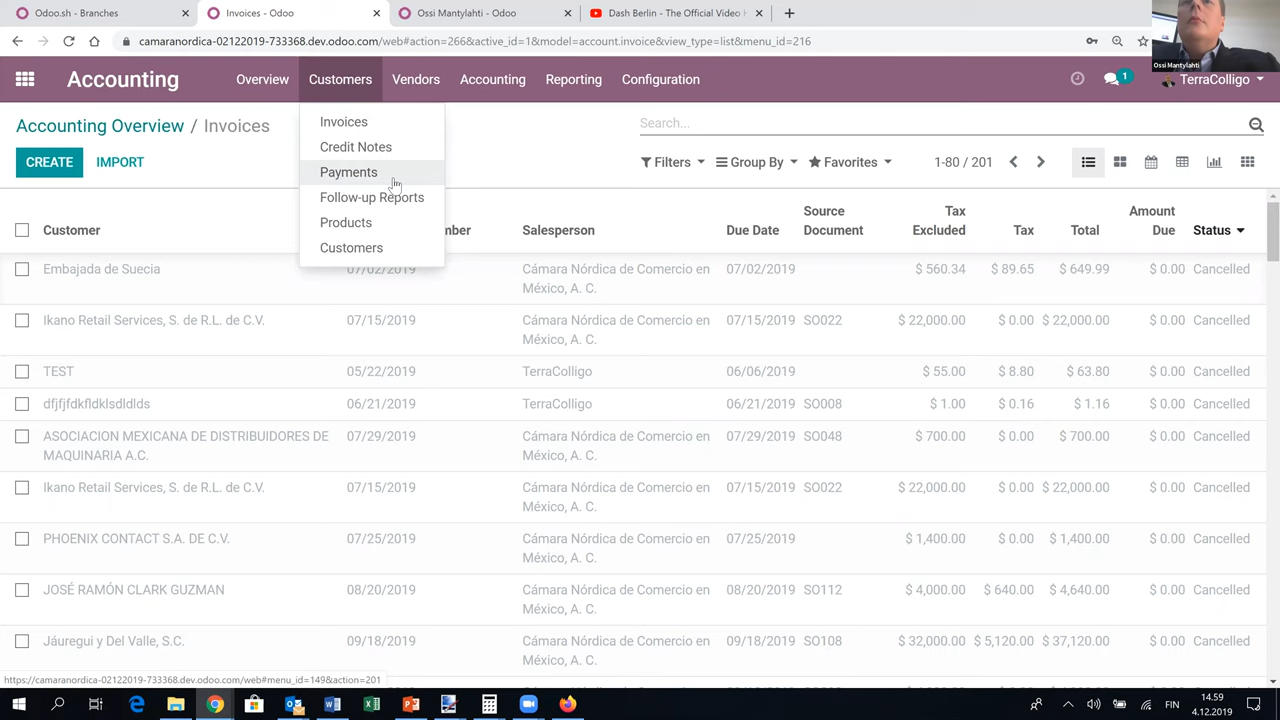 Odoo.sh - Branches
Invoices - Odoo
Ossi Mantylahti - Odoo
Dash Berlin - The Official Video H
camaranordica-02122019-733368.dev.odoo.com/web#action=266&active_id=1&model=account.invoice&view_type=list&menu_id=216
Ossi Mantylahti
Accounting
Overview
Customers
Vendors
Accounting
Reporting
Configuration
1
TerraColligo
Invoices
Credit Notes
Payments
Follow-up Reports
Products
Customers
Accounting Overview / Invoices
Search...
CREATE
IMPORT
Filters
Group By
Favorites
1-80 / 201
Customer
mber
Salesperson
Due Date
Source Document
Tax Excluded
Tax
Total
Amount Due
Status
Embajada de Suecia 07/02/2019 Cámara Nórdica de Comercio en 07/02/2019 $ 560.34 $ 89.65 $ 649.99 $ 0.00 Cancelled
México, A. C.
Ikano Retail Services, S. de R.L. de C.V. 07/15/2019 Cámara Nórdica de Comercio en 07/15/2019 SO022 $ 22,000.00 $ 0.00 $ 22,000.00 $ 0.00 Cancelled
México, A. C.
TEST 05/22/2019 TerraColligo 06/06/2019 $ 55.00 $ 8.80 $ 63.80 $ 0.00 Cancelled
dfjfjfdkfldklsdldlds 06/21/2019 TerraColligo 06/21/2019 SO008 $ 1.00 $ 0.16 $ 1.16 $ 0.00 Cancelled
ASOCIACION MEXICANA DE DISTRIBUIDORES DE 07/29/2019 Cámara Nórdica de Comercio en 07/29/2019 SO048 $ 700.00 $ 0.00 $ 700.00 $ 0.00 Cancelled
MAQUINARIA A.C. México, A. C.
Ikano Retail Services, S. de R.L. de C.V. 07/15/2019 Cámara Nórdica de Comercio en 07/15/2019 SO022 $ 22,000.00 $ 0.00 $ 22,000.00 $ 0.00 Cancelled
México, A. C.
PHOENIX CONTACT S.A. DE C.V. 07/25/2019 Cámara Nórdica de Comercio en 07/25/2019 $ 1,400.00 $ 0.00 $ 1,400.00 $ 0.00 Cancelled
México, A. C.
JOSÉ RAMÓN CLARK GUZMAN 08/20/2019 Cámara Nórdica de Comercio en 08/20/2019 SO112 $ 4,000.00 $ 640.00 $ 4,640.00 $ 0.00 Cancelled
México, A. C.
Jáuregui y Del Valle, S.C. 09/18/2019 Cámara Nórdica de Comercio en 09/18/2019 SO108 $ 32,000.00 $ 5,120.00 $ 37,120.00 $ 0.00 Cancelled
México, A. C.
https://camaranordica-02122019-733368.dev.odoo.com/web#menu_id=149&action=201
FIN
14.59
4.12.2019